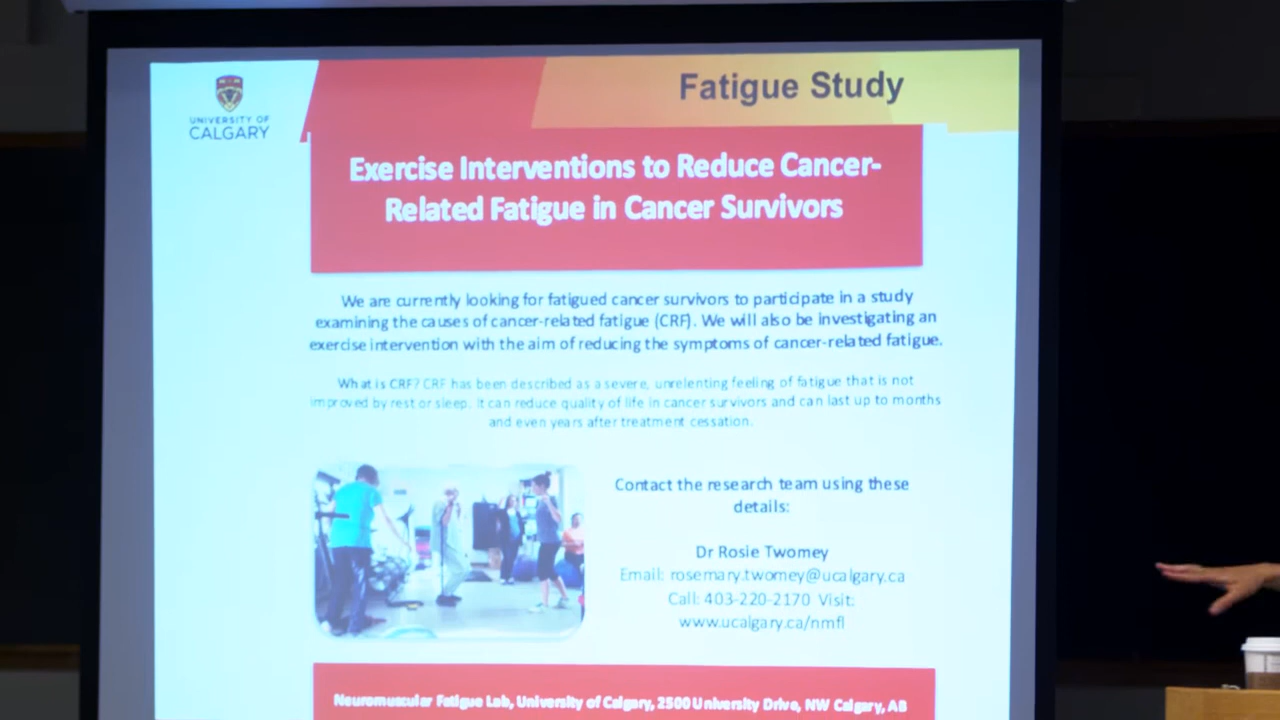 UNIVERSITY OF
CALGARY
Fatigue Study
Exercise Interventions to Reduce Cancer-
Related Fatigue in Cancer Survivors
We are currently looking for fatigued cancer survivors to participate in a study
examining the causes of cancer-related fatigue (CRF). We will also be investigating an
exercise intervention with the aim of reducing the symptoms of cancer-related fatigue.
What is CRF? CRF has been described as a severe, unrelenting feeling of fatigue that is not
improved by rest or sleep. It can reduce quality of life in cancer survivors and can last up to months
and even years after treatment cessation.
Contact the research team using these
details:
Dr Rosie Twomey
Email: rosemary.twomey@ucalgary.ca
Call: 403-220-2170 Visit:
www.ucalgary.ca/nmfl
Neuromuscular Fatigue Lab, University of Calgary, 2500 University Drive, NW Calgary, AB